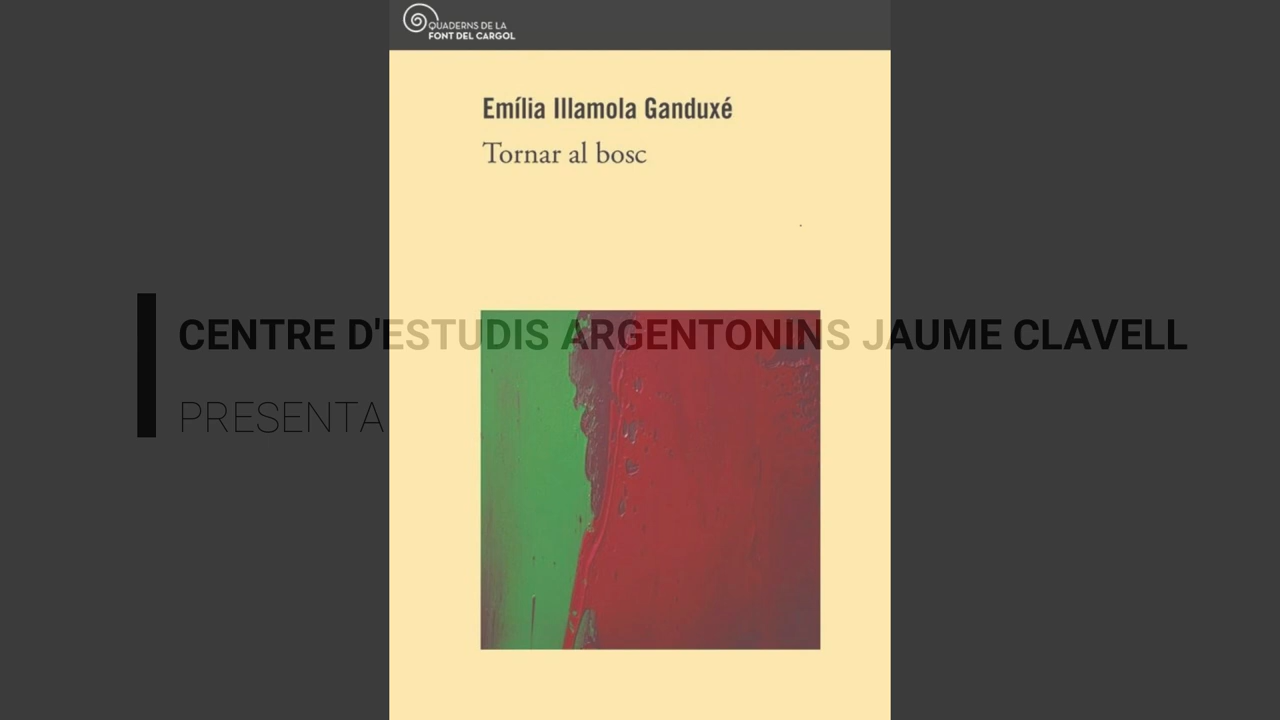 QUADERNS DE LA
FONT DEL CARGOL
Emília Illamola Ganduxé
Tornar al bosc
CENTRE D'ESTUDIS ARGENTONINS JAUME CLAVELL
PRESENTA